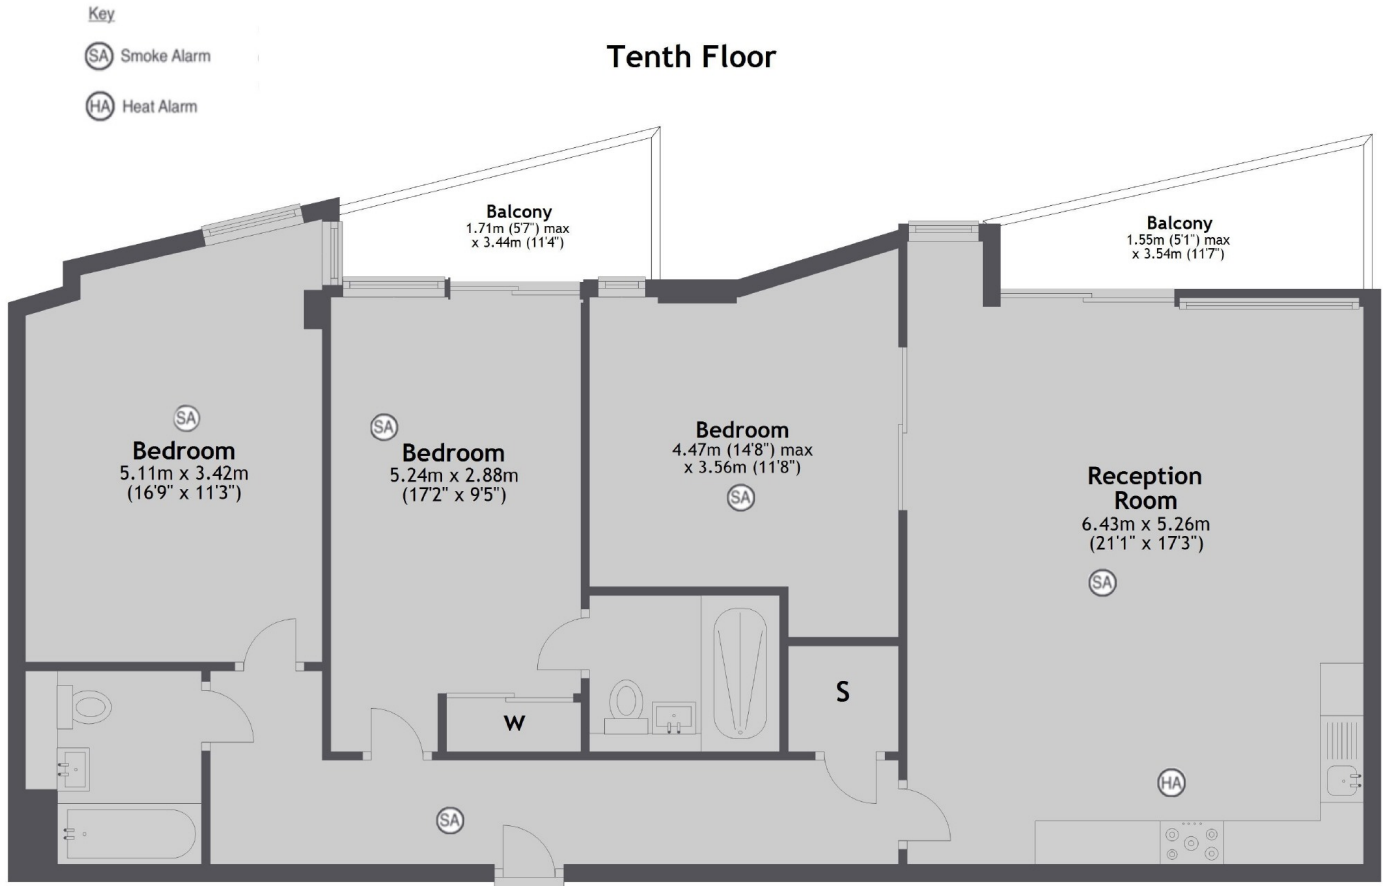 Key
SA Smoke Alarm
HA Heat Alarm
Tenth Floor
Balcony
1.71m (5'7") max
x 3.44m (11'4")
Balcony
1.55m (5'1") max
x 3.54m (11'7")
SA
Bedroom
5.11m x 3.42m
(16'9" x 11'3")
SA
Bedroom
5.24m x 2.88m
(17'2" x 9'5")
Bedroom
4.47m (14'8") max
x 3.56m (11'8")
SA
Reception
Room
6.43m x 5.26m
(21'1" x 17'3")
SA
W
S
HA
SA